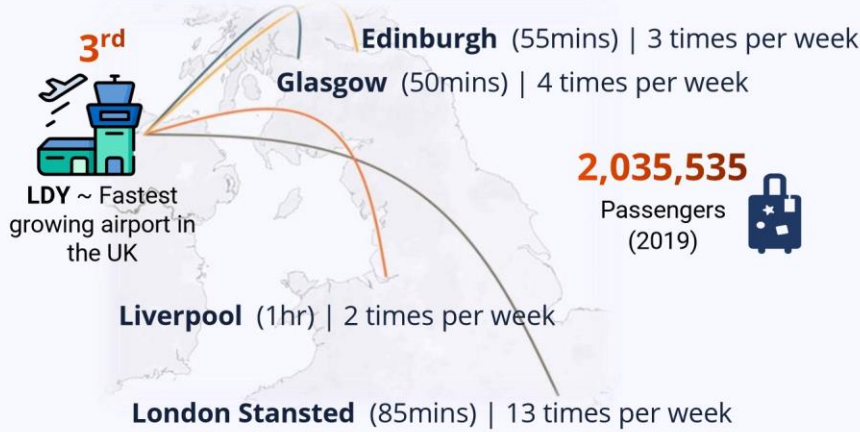 3rd
LDY ~ Fastest
growing airport in
the UK
Edinburgh (55mins) | 3 times per week
Glasgow (50mins) | 4 times per week
2,035,535
Passengers
(2019)
Liverpool (1hr) | 2 times per week
London Stansted (85mins) | 13 times per week